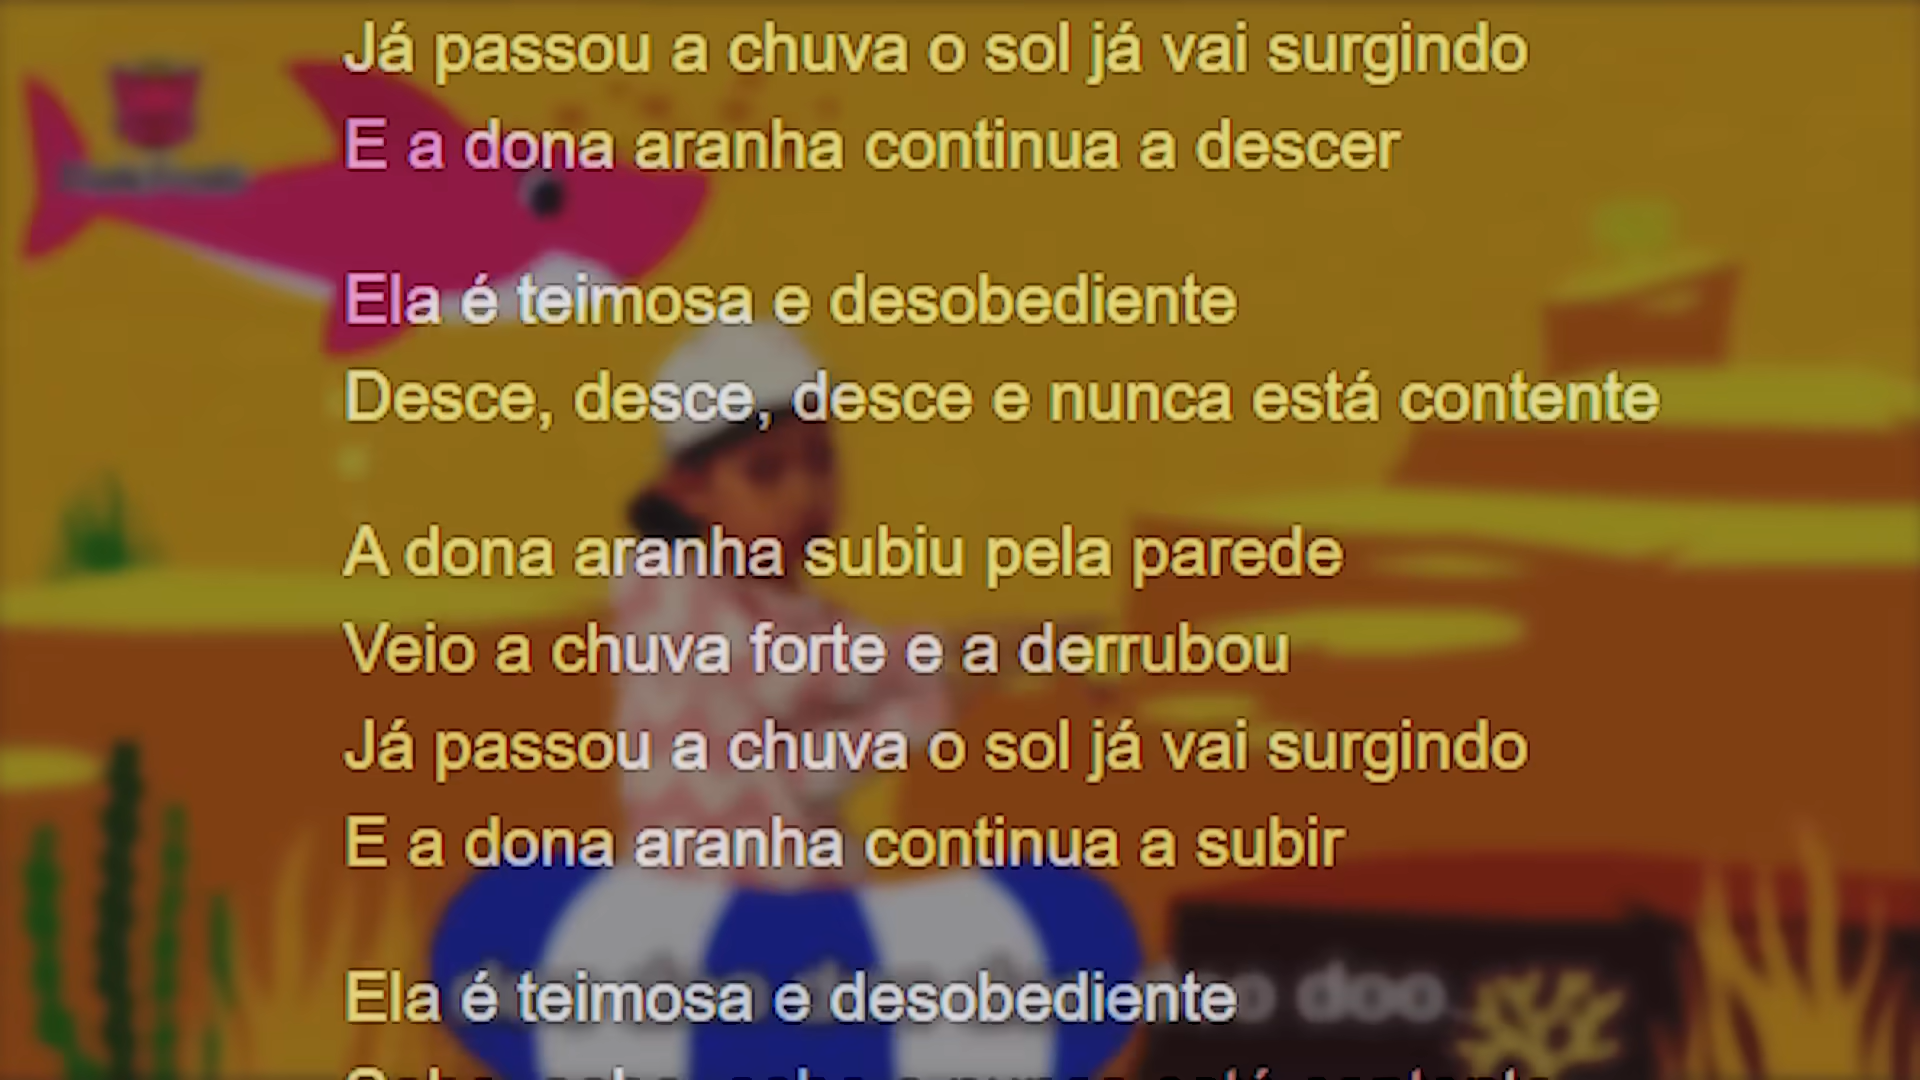 Já passou a chuva o sol já vai surgindo
E a dona aranha continua a descer
Ela é teimosa e desobediente
Desce, desce, desce e nunca está contente
A dona aranha subiu pela parede
Veio a chuva forte e a derrubou
Já passou a chuva o sol já vai surgindo
E a dona aranha continua a subir
Ela é teimosa e desobediente
doo